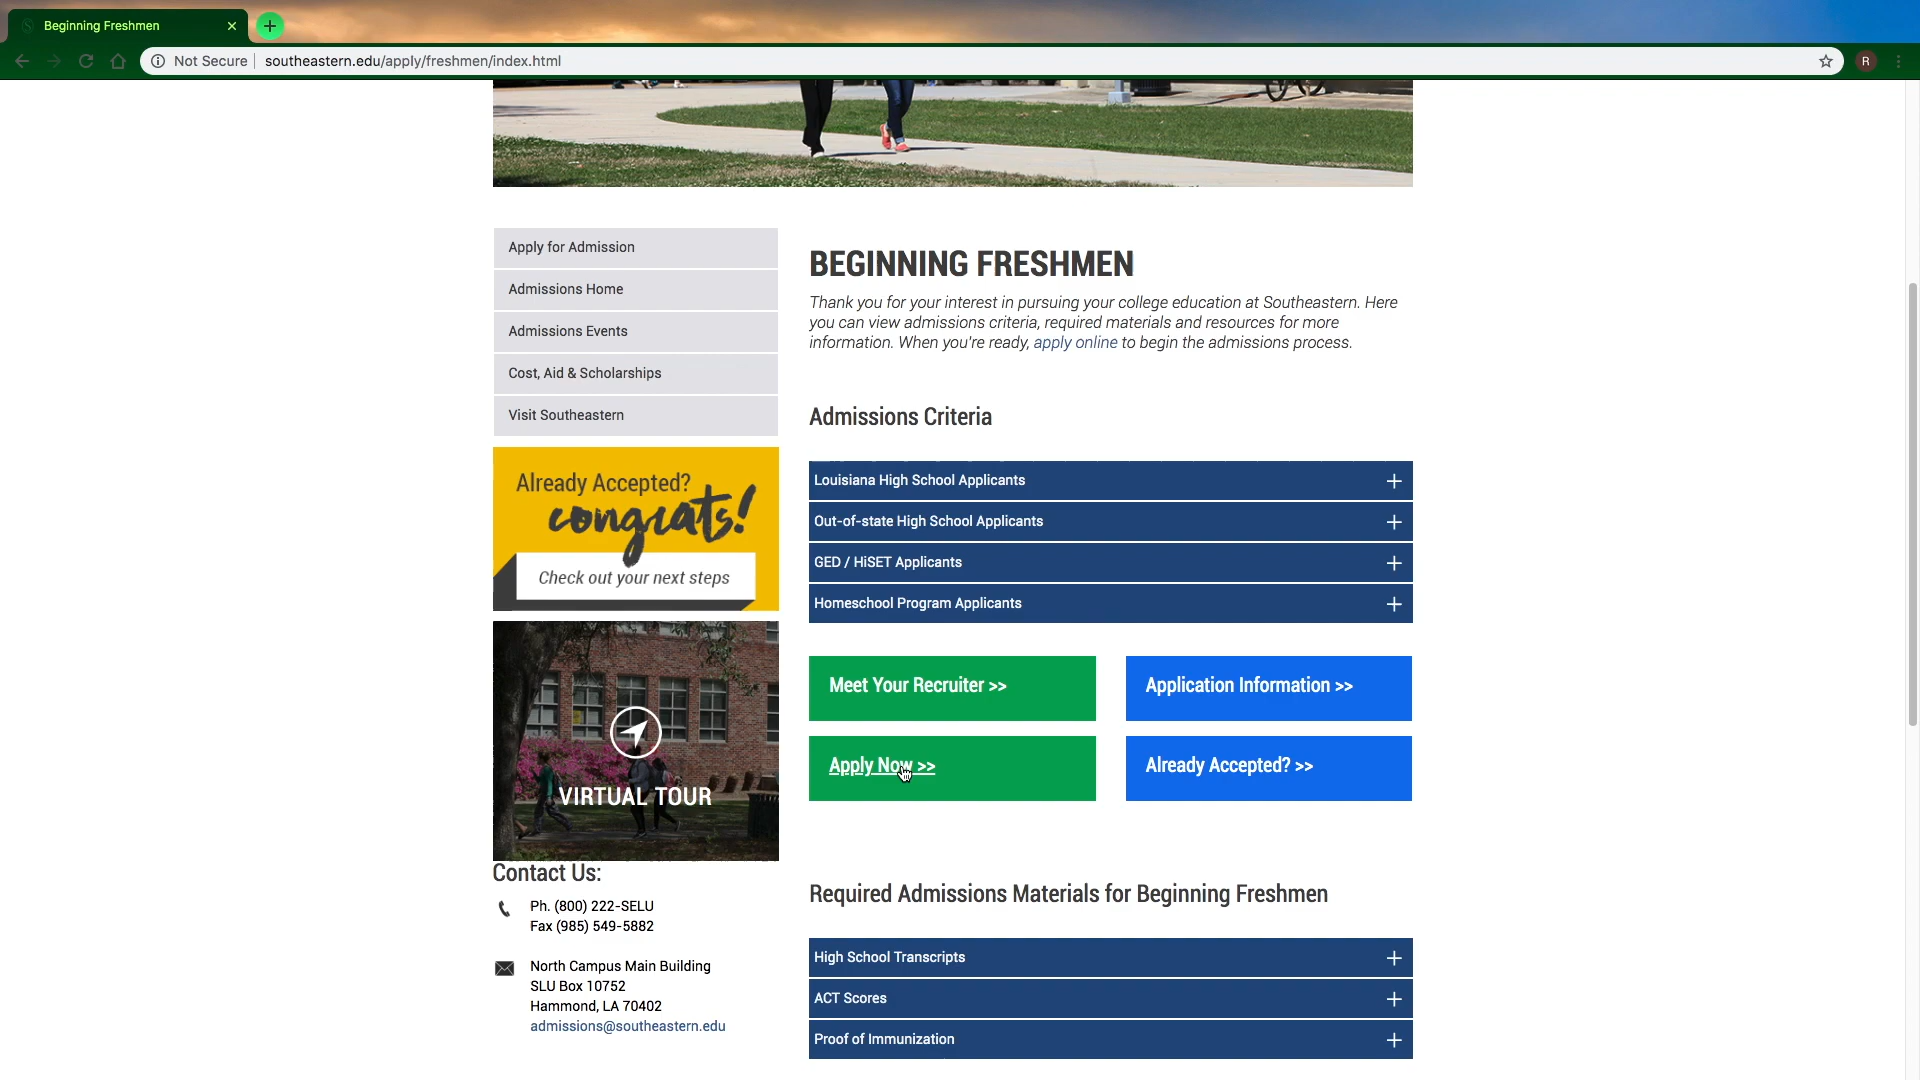 Beginning Freshmen
Not Secure
southeastern.edu/apply/freshmen/index.html
R
Apply for Admission
Admissions Home
Admissions Events
Cost, Aid & Scholarships
Visit Southeastern
Already Accepted?
congrats!
Check out your next steps
VIRTUAL TOUR
Contact Us:
Ph. (800) 222-SELU
Fax (985) 549-5882
North Campus Main Building
SLU Box 10752
Hammond, LA 70402
admissions@southeastern.edu
BEGINNING FRESHMEN
Thank you for your interest in pursuing your college education at Southeastern. Here
you can view admissions criteria, required materials and resources for more
information. When you're ready, apply online to begin the admissions process.
Admissions Criteria
Louisiana High School Applicants
Out-of-state High School Applicants
GED / HiSET Applicants
Homeschool Program Applicants
Meet Your Recruiter >>
Application Information >>
Apply Now >>
Already Accepted? >>
Required Admissions Materials for Beginning Freshmen
High School Transcripts
ACT Scores
Proof of Immunization